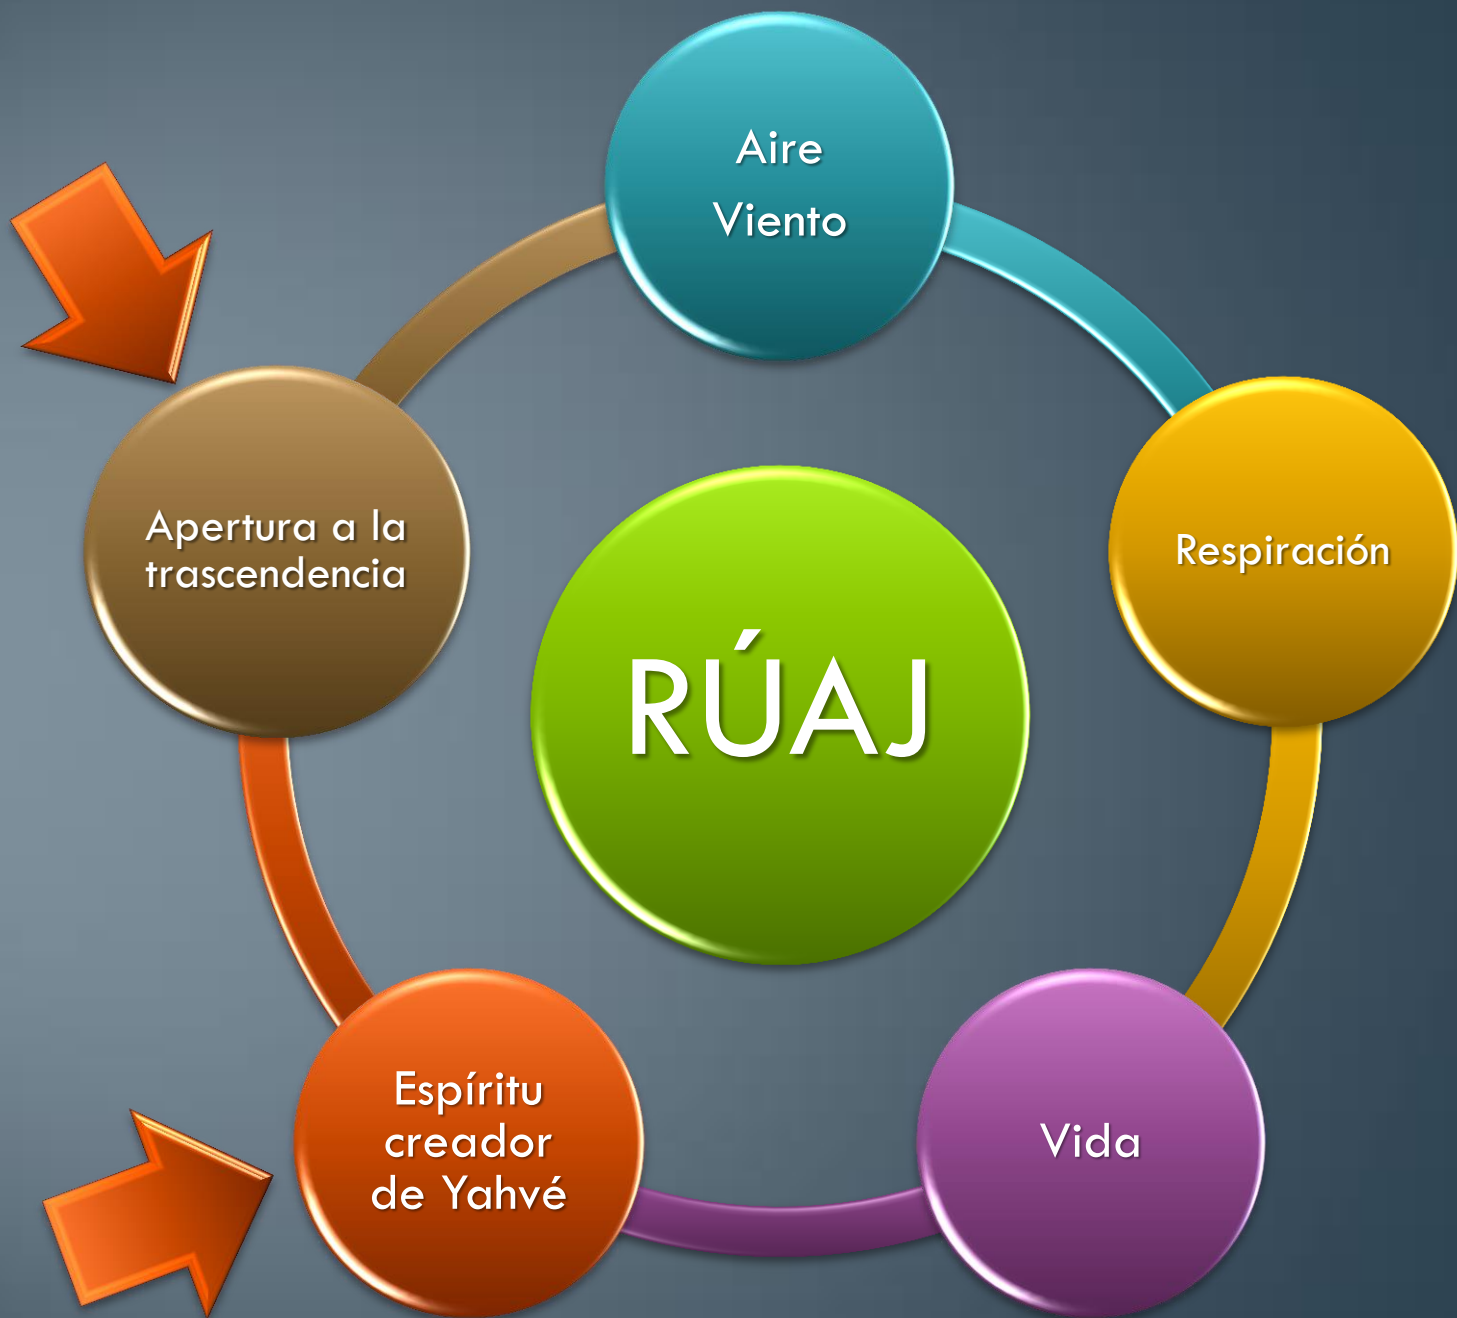 Aire
Viento
Respiración
Vida
Espíritu
creador
de Yahvé
Apertura a la
trascendencia
RÚAJ